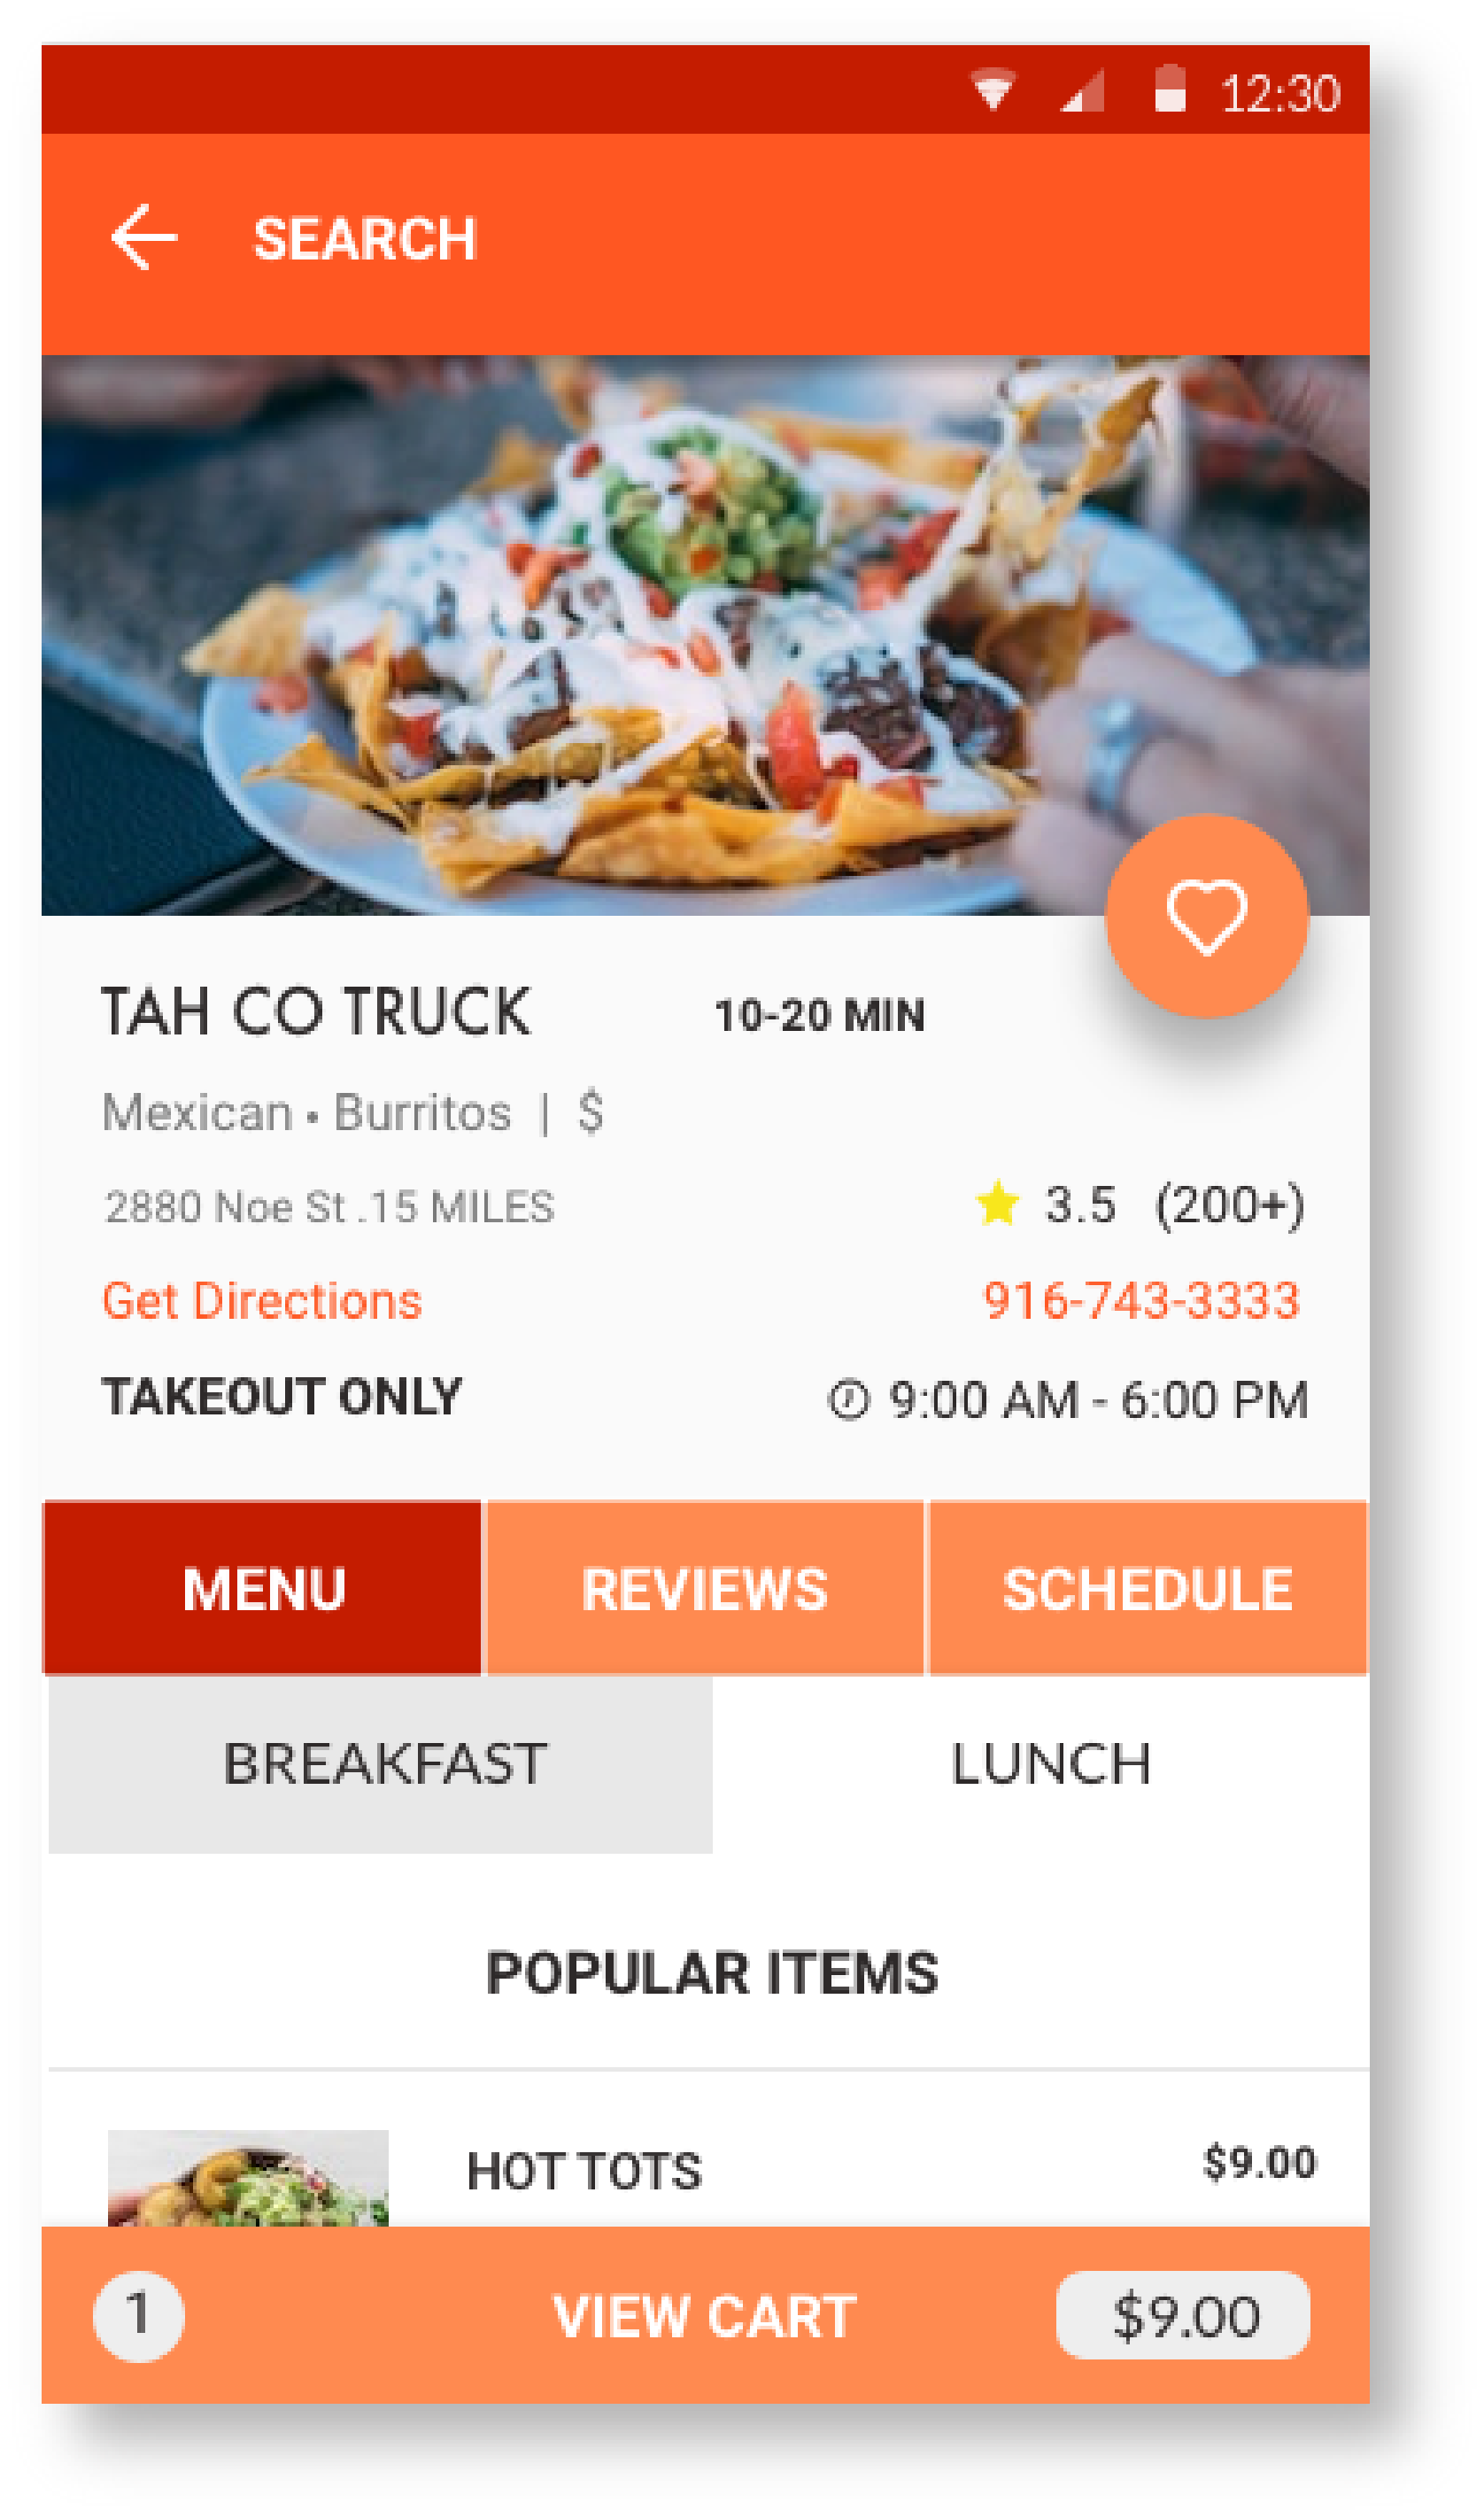 12:30
SEARCH
TAH CO TRUCK 10-20 MIN
Mexican • Burritos | $
2880 Noe St .15 MILES 3.5 (200+)
Get Directions 916-743-3333
TAKEOUT ONLY 9:00 AM - 6:00 PM
MENU REVIEWS SCHEDULE
BREAKFAST LUNCH
POPULAR ITEMS
HOT TOTS $9.00
1 VIEW CART $9.00